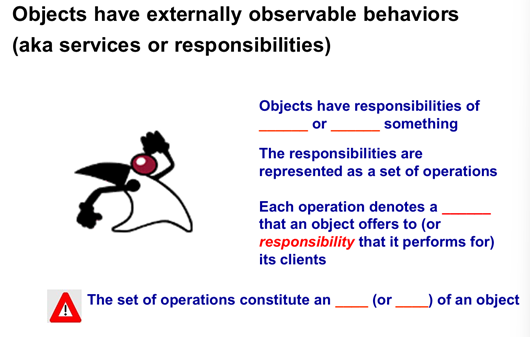 Objects have externally observable behaviors
(aka services or responsibilities)
Objects have responsibilities of
______ or ______ something
The responsibilities are
represented as a set of operations
Each operation denotes a ______
that an object offers to (or
responsibility that it performs for)
its clients
The set of operations constitute an ____ (or ____) of an object